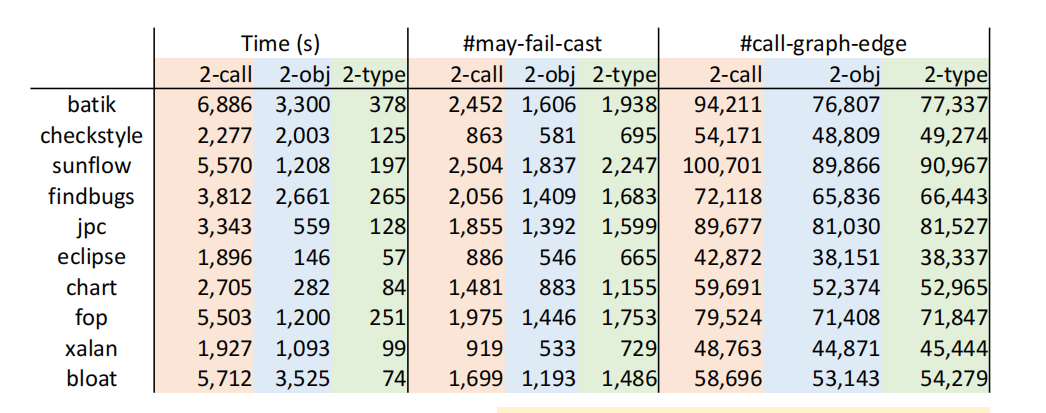 Time (s) #may-fail-cast #call-graph-edge
2-call 2-obj 2-type 2-call 2-obj 2-type 2-call 2-obj 2-type
batik 6,886 3,300 378 2,452 1,606 1,938 94,211 76,807 77,337
checkstyle 2,277 2,003 125 863 581 695 54,171 48,809 49,274
sunflow 5,570 1,208 197 2,504 1,837 2,247 100,701 89,866 90,967
findbugs 3,812 2,661 265 2,056 1,409 1,683 72,118 65,836 66,443
jpc 3,343 559 128 1,855 1,392 1,599 89,677 81,030 81,527
eclipse 1,896 146 57 886 546 665 42,872 38,151 38,337
chart 2,705 282 84 1,481 883 1,155 59,691 52,374 52,965
fop 5,503 1,200 251 1,975 1,446 1,753 79,524 71,408 71,847
xalan 1,927 1,093 99 919 533 729 48,763 44,871 45,444
bloat 5,712 3,525 74 1,699 1,193 1,486 58,696 53,143 54,279